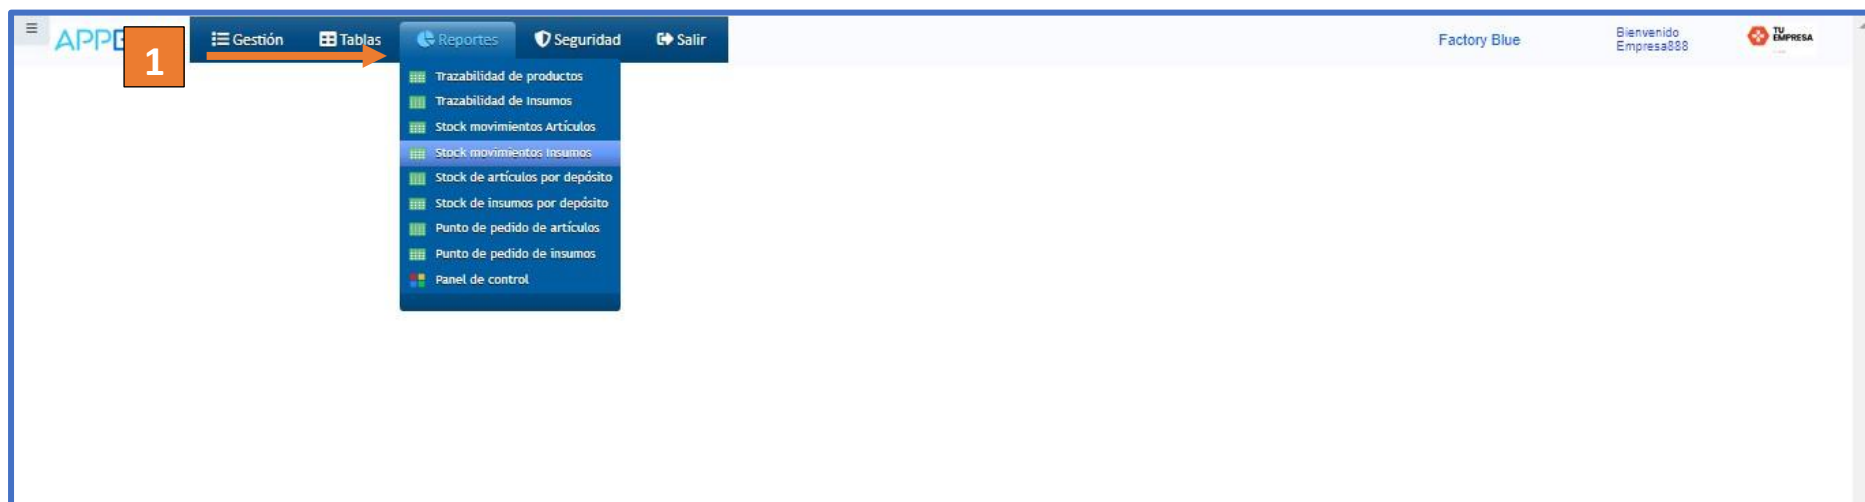 1
Gestión
Tablas
Reportes
Seguridad
Salir
Factory Blue
Bienvenido
Empresa888
TU
EMPRESA
Trazabilidad de productos
Trazabilidad de Insumos
Stock movimientos Artículos
Stock movimientos Insumos
Stock de artículos por depósito
Stock de insumos por depósito
Punto de pedido de artículos
Punto de pedido de insumos
Panel de control